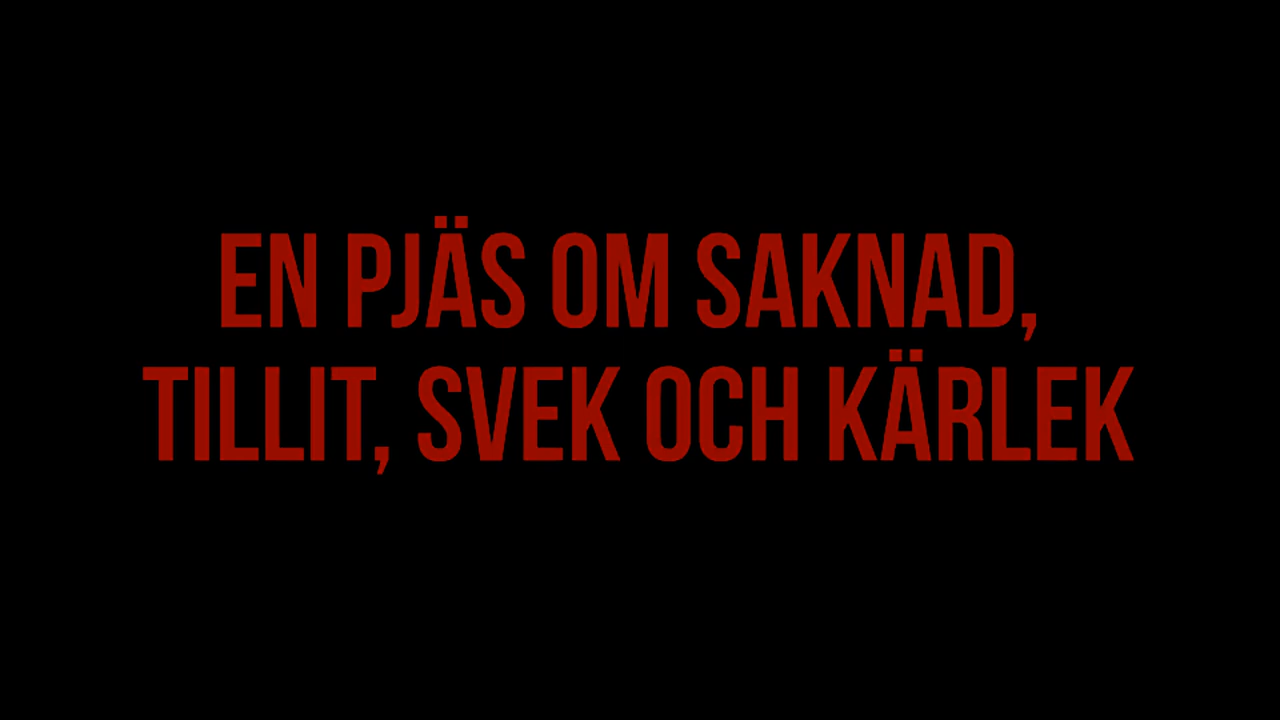 EN PJÄS OM SAKNAD,
TILLIT, SVEK OCH KÄRLEK